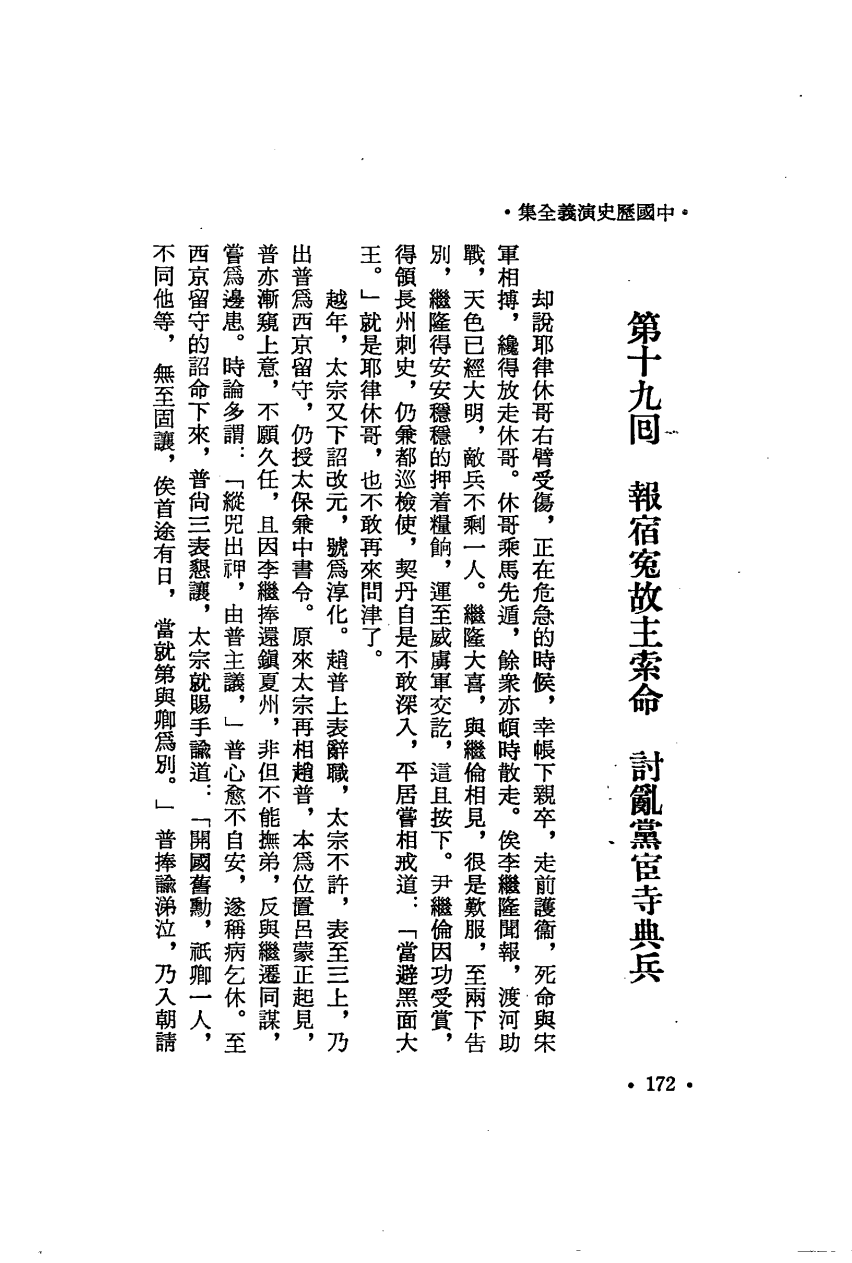 •中國歷史演義全集•
第十九回　報宿冤故主索命　討亂黨宦寺典兵
却說耶律休哥右臂受傷，正在危急的時候，幸帳下親卒，走前護衞，死命與宋
軍相搏，纔得放走休哥。休哥乘馬先遁，餘衆亦頓時散走。俟李繼隆聞報，渡河助
戰，天色已經大明，敵兵不剩一人。繼隆大喜，與繼倫相見，很是歎服，至兩下告
別，繼隆得安安穩穩的押着糧餉，運至威虜軍交訖，這且按下。尹繼倫因功受賞，
得領長州刺史，仍兼都巡檢使，契丹自是不敢深入，平居嘗相戒道：「當避黑面大
王。」就是耶律休哥，也不敢再來問津了。
越年，太宗又下詔改元，號爲淳化。趙普上表辭職，太宗不許，表至三上，乃
出普爲西京留守，仍授太保兼中書令。原來太宗再相趙普，本爲位置呂蒙正起見，
普亦漸窺上意，不願久任，且因李繼捧還鎭夏州，非但不能撫弟，反與繼遷同謀，
嘗爲邊患。時論多謂：「縱兕出柙，由普主議，」普心愈不自安，遂稱病乞休。至
西京留守的詔命下來，普尙三表懇讓，太宗就賜手諭道：「開國舊勳，祇卿一人，
不同他等，無至固讓，俟首途有日，當就第與卿爲別。」普捧諭涕泣，乃入朝請
•172•